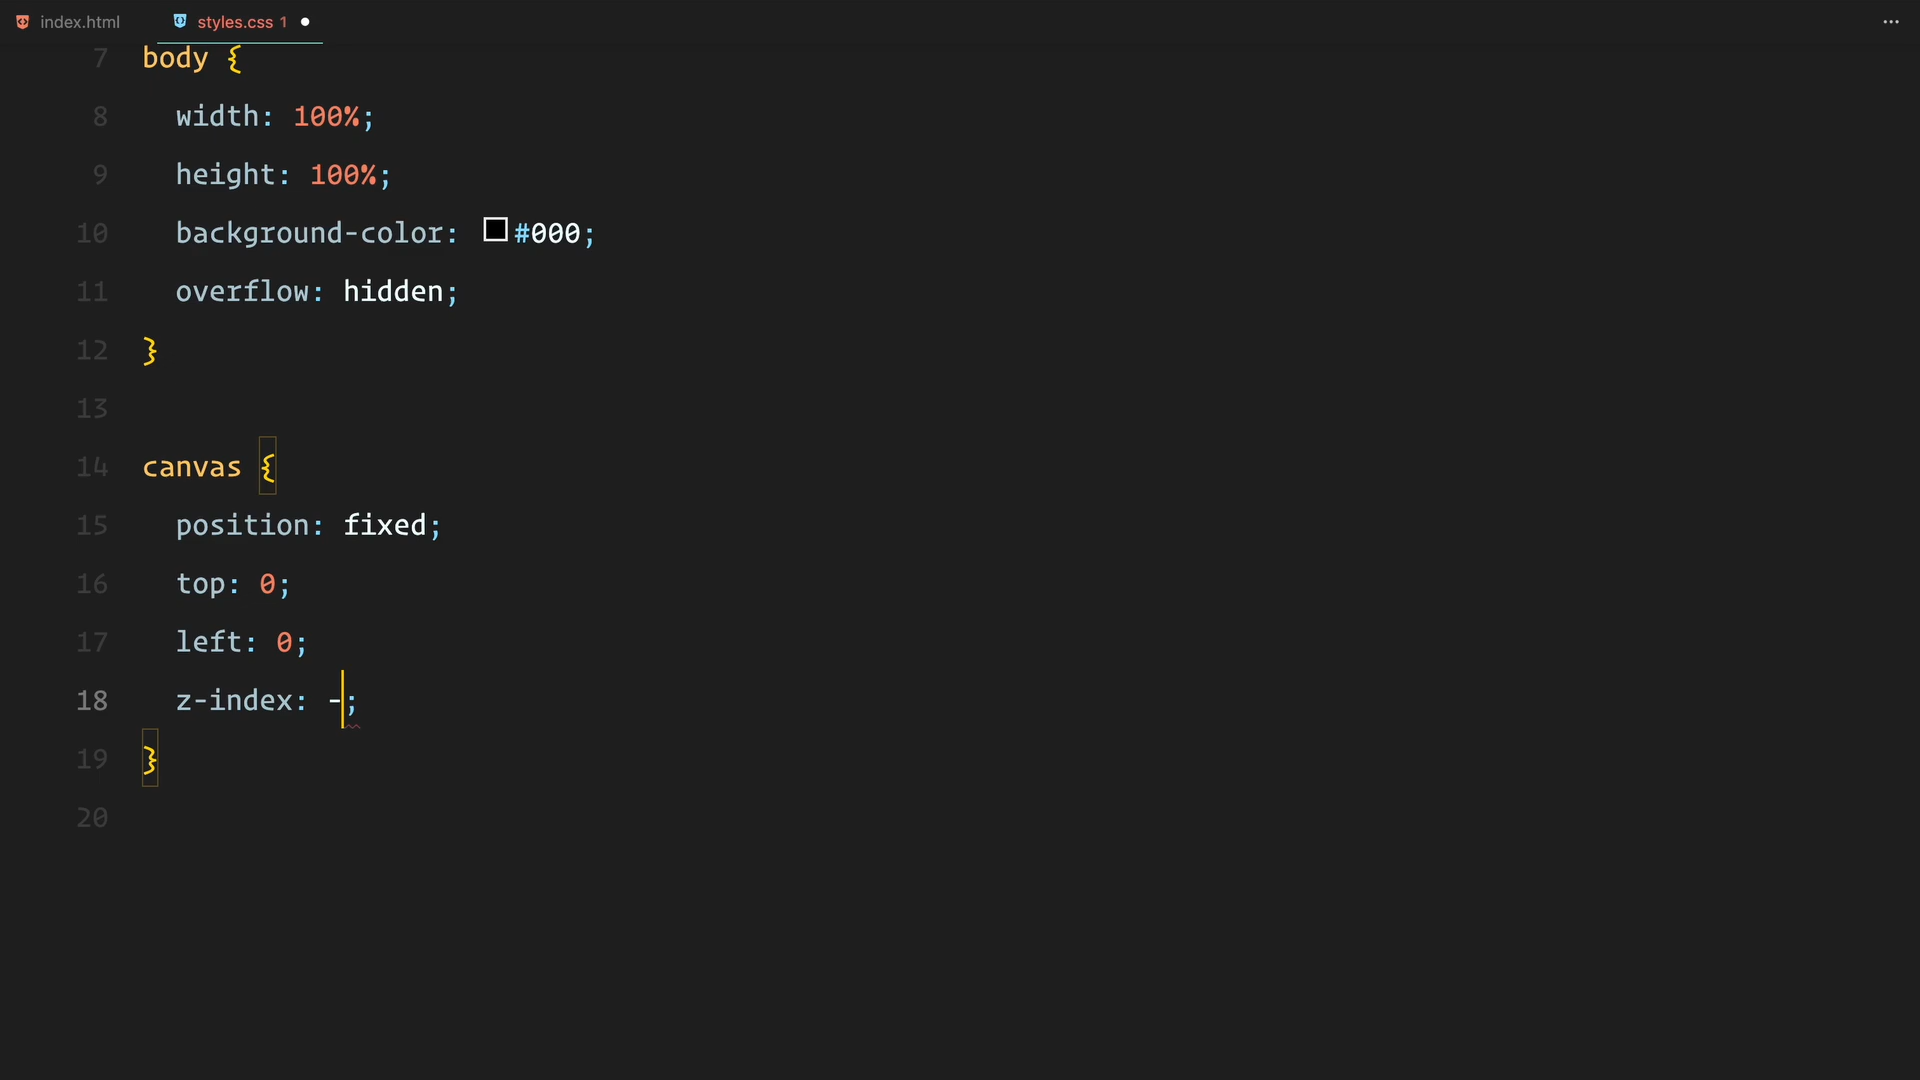 index.html styles.css 1
7 body {
8 width: 100%;
9 height: 100%;
10 background-color: #000;
11 overflow: hidden;
12 }
13
14 canvas {
15 position: fixed;
16 top: 0;
17 left: 0;
18 z-index: -;
19 }
20